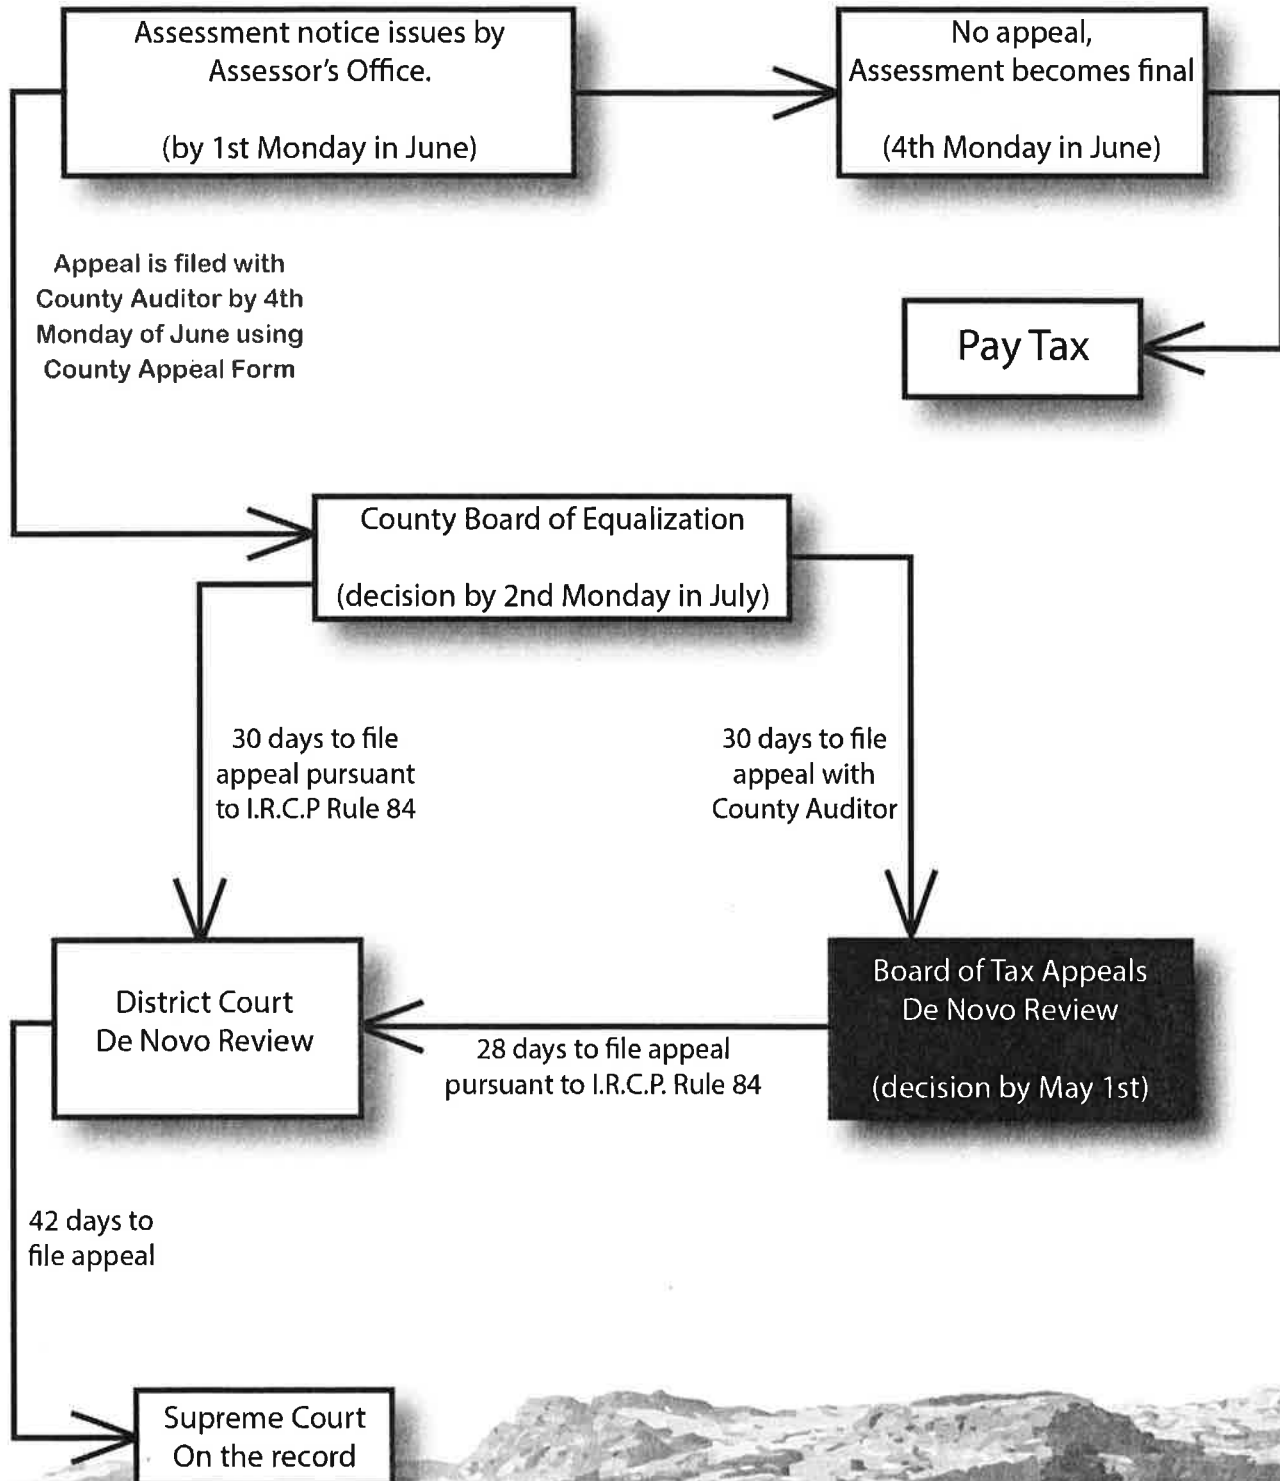 Assessment notice issues by
Assessor's Office.
(by 1st Monday in June)
No appeal,
Assessment becomes final
(4th Monday in June)
Appeal is filed with
County Auditor by 4th
Monday of June using
County Appeal Form
Pay Tax
County Board of Equalization
(decision by 2nd Monday in July)
30 days to file
appeal pursuant
to I.R.C.P Rule 84
30 days to file
appeal with
County Auditor
District Court
De Novo Review
28 days to file appeal
pursuant to I.R.C.P. Rule 84
Board of Tax Appeals
De Novo Review
(decision by May 1st)
42 days to
file appeal
Supreme Court
On the record